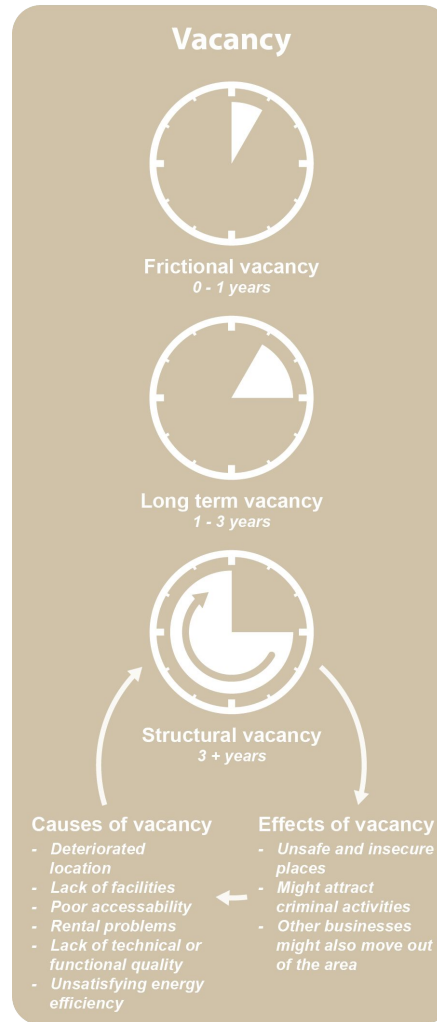 Vacancy
Frictional vacancy
0 - 1 years
Long term vacancy
1 - 3 years
Structural vacancy
3 + years
Causes of vacancy
- Deteriorated
location
- Lack of facilities
- Poor accessability
- Rental problems
- Lack of technical or
functional quality
- Unsatisfying energy
efficiency
Effects of vacancy
- Unsafe and insecure
places
- Might attract
criminal activities
- Other businesses
might also move out
of the area